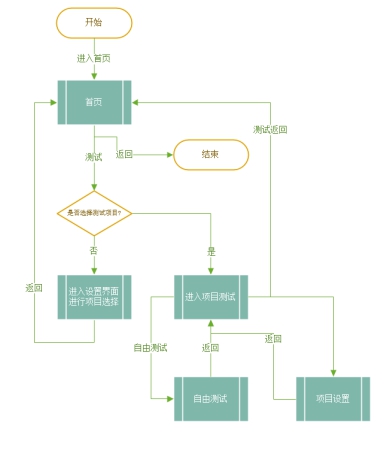 开始
进入首页
首页
测试返回
测试
返回
结束
是否选择测试项目?
否
是
返回
进入设置界面
进行项目选择
进入项目测试
自由测试
返回
返回
自由测试
项目设置